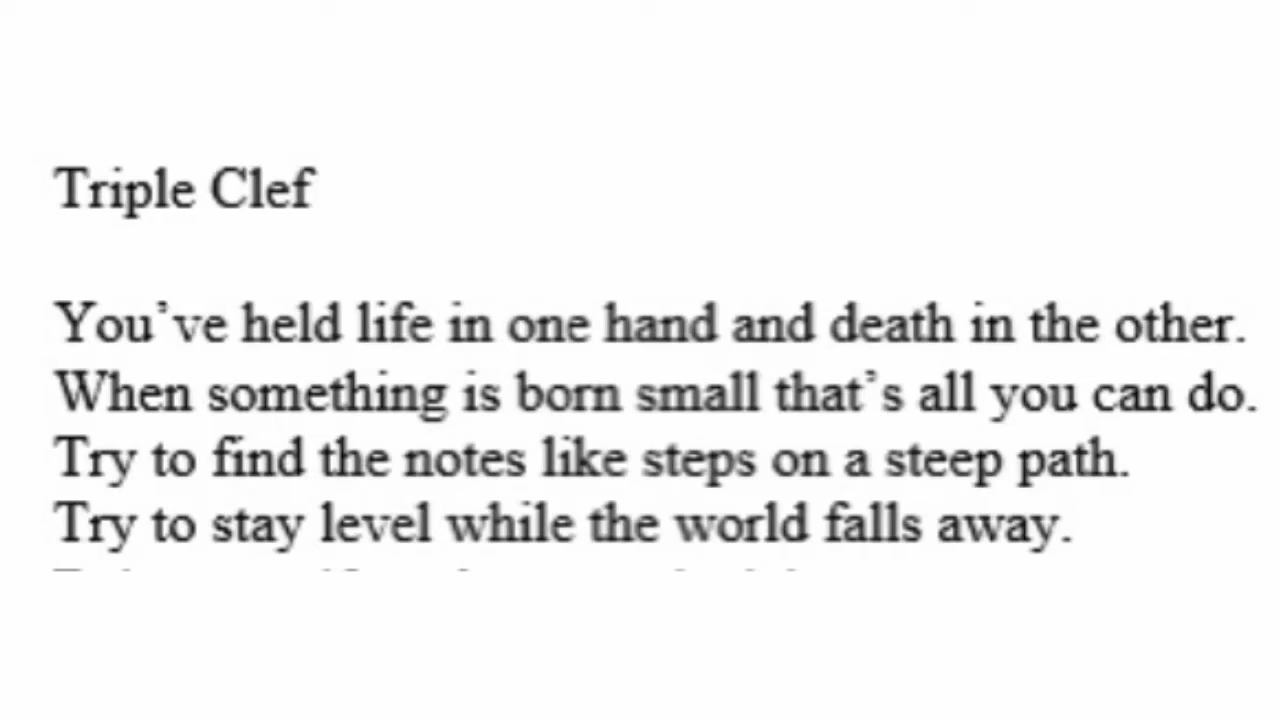 Triple Clef
You’ve held life in one hand and death in the other.
When something is born small that’s all you can do.
Try to find the notes like steps on a steep path.
Try to stay level while the world falls away.